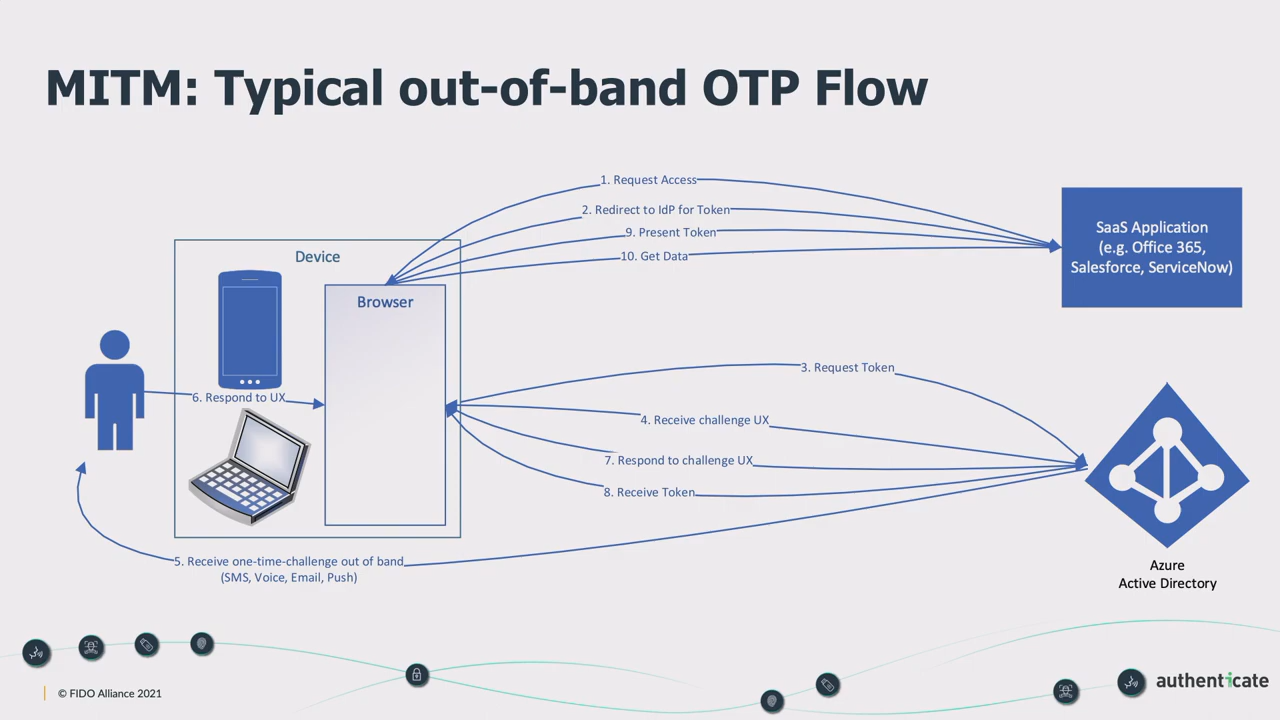 MITM: Typical out-of-band OTP Flow
1. Request Access
2. Redirect to IdP for Token
9. Present Token
10. Get Data
SaaS Application
(e.g. Office 365,
Salesforce, ServiceNow)
Device
Browser
3. Request Token
6. Respond to UX
4. Receive challenge UX
7. Respond to challenge UX
8. Receive Token
5. Receive one-time-challenge out of band
(SMS, Voice, Email, Push)
Azure
Active Directory
© FIDO Alliance 2021
authenticate